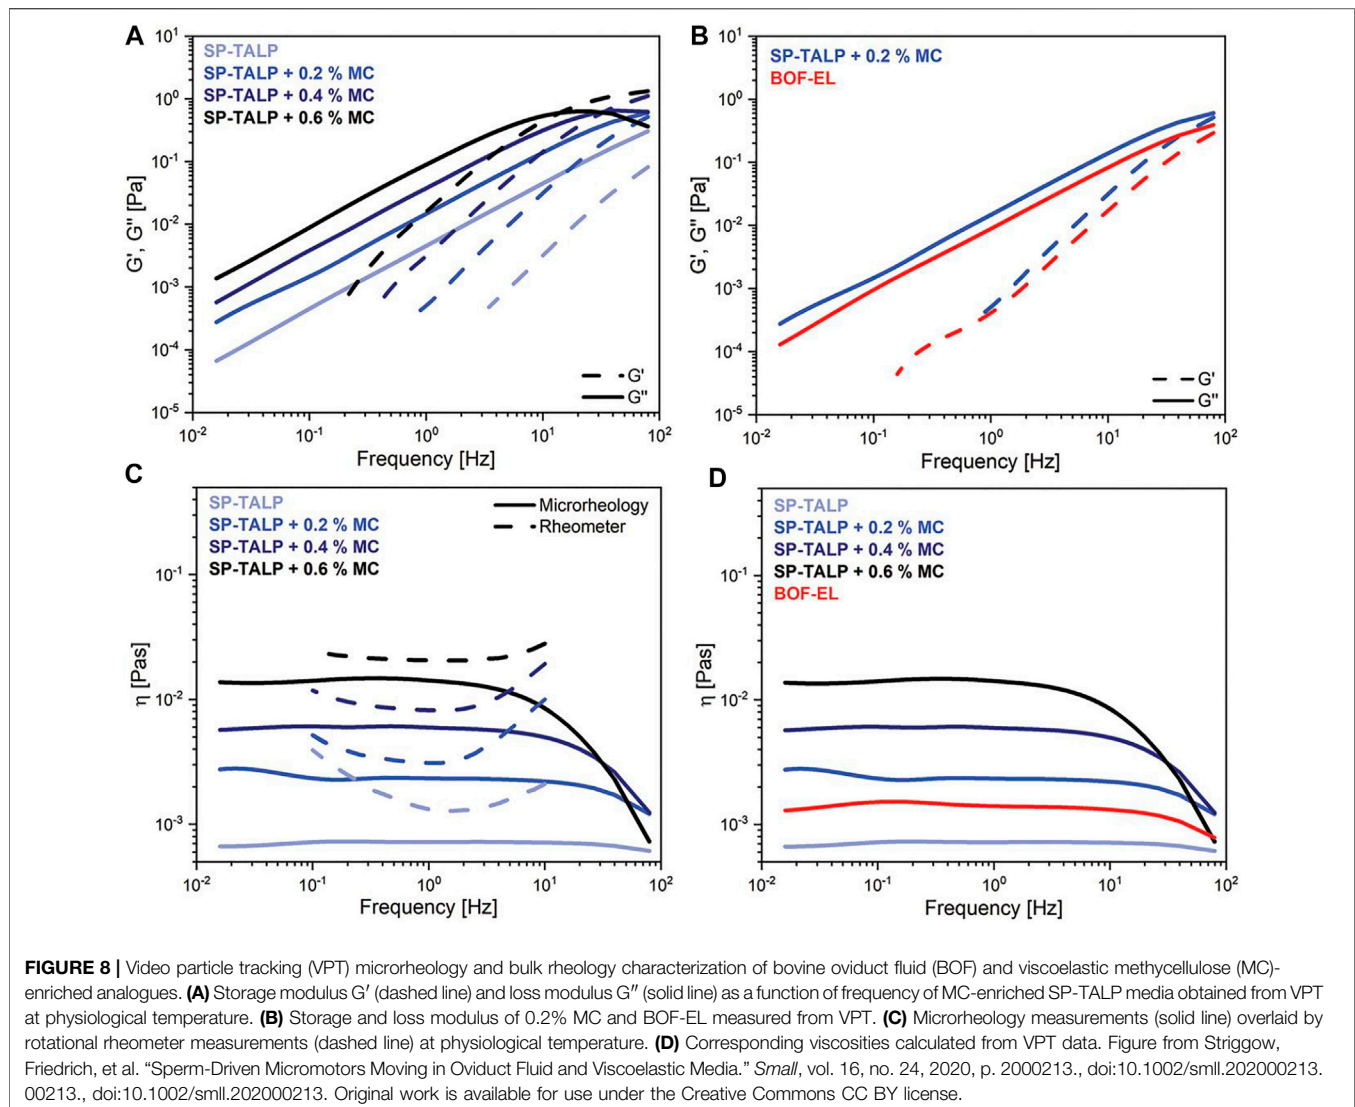 A
10¹
10⁰
10⁻¹
10⁻²
10⁻³
10⁻⁴
10⁻⁵
G', G" [Pa]
SP-TALP
SP-TALP + 0.2 % MC
SP-TALP + 0.4 % MC
SP-TALP + 0.6 % MC
G'
G"
10⁻² 10⁻¹ 10⁰ 10¹ 10²
Frequency [Hz]
B
10¹
10⁰
10⁻¹
10⁻²
10⁻³
10⁻⁴
10⁻⁵
G', G" [Pa]
SP-TALP + 0.2 % MC
BOF-EL
G'
G"
10⁻² 10⁻¹ 10⁰ 10¹ 10²
Frequency [Hz]
C
10⁻¹
10⁻²
10⁻³
η [Pas]
SP-TALP
SP-TALP + 0.2 % MC
SP-TALP + 0.4 % MC
SP-TALP + 0.6 % MC
Microrheology
Rheometer
10⁻² 10⁻¹ 10⁰ 10¹ 10²
Frequency [Hz]
D
10⁻¹
10⁻²
10⁻³
η [Pas]
SP-TALP
SP-TALP + 0.2 % MC
SP-TALP + 0.4 % MC
SP-TALP + 0.6 % MC
BOF-EL
10⁻² 10⁻¹ 10⁰ 10¹ 10²
Frequency [Hz]
FIGURE 8 | Video particle tracking (VPT) microrheology and bulk rheology characterization of bovine oviduct fluid (BOF) and viscoelastic methycellulose (MC)-
enriched analogues. (A) Storage modulus G′ (dashed line) and loss modulus G″ (solid line) as a function of frequency of MC-enriched SP-TALP media obtained from VPT
at physiological temperature. (B) Storage and loss modulus of 0.2% MC and BOF-EL measured from VPT. (C) Microrheology measurements (solid line) overlaid by
rotational rheometer measurements (dashed line) at physiological temperature. (D) Corresponding viscosities calculated from VPT data. Figure from Striggow,
Friedrich, et al. “Sperm-Driven Micromotors Moving in Oviduct Fluid and Viscoelastic Media.” Small, vol. 16, no. 24, 2020, p. 2000213., doi:10.1002/smll.202000213.
00213., doi:10.1002/smll.202000213. Original work is available for use under the Creative Commons CC BY license.